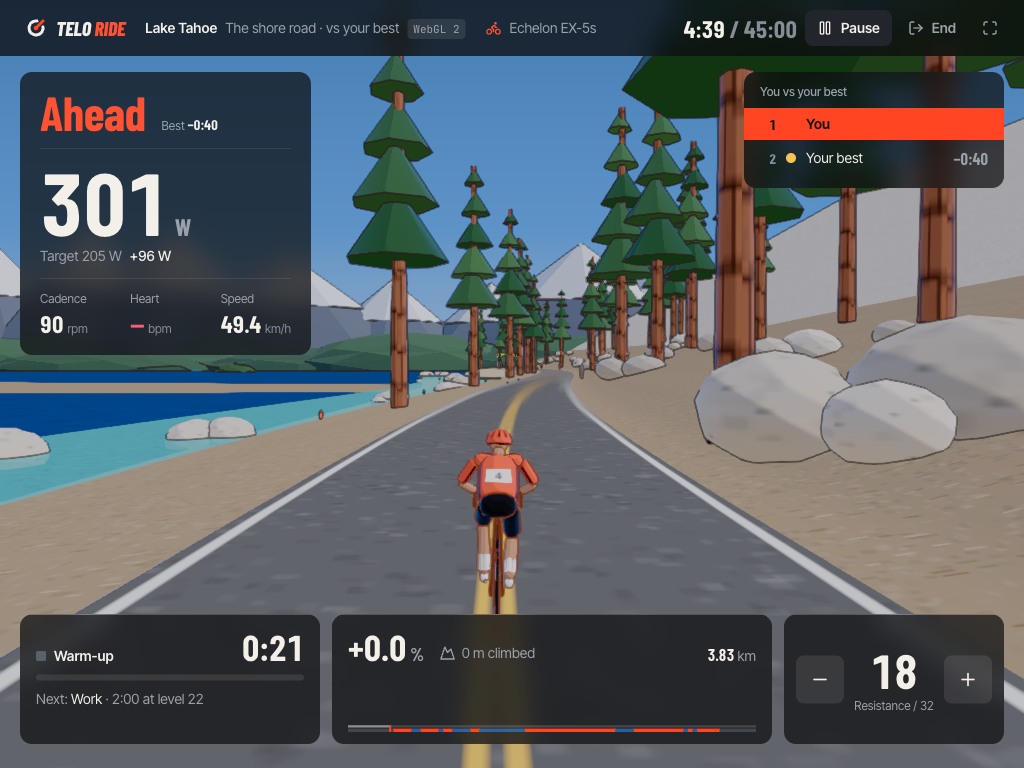 TELO RIDE Lake Tahoe The shore road · vs your best WebGL 2 Echelon EX-5s 4:39 / 45:00 Pause End
Ahead Best −0:40
301 W
Target 205 W +96 W
Cadence Heart Speed
90 rpm — bpm 49.4 km/h
You vs your best
1 You
2 Your best −0:40
4
Warm-up 0:21
Next: Work · 2:00 at level 22
+0.0 % 0 m climbed 3.83 km
− 18 +
Resistance / 32